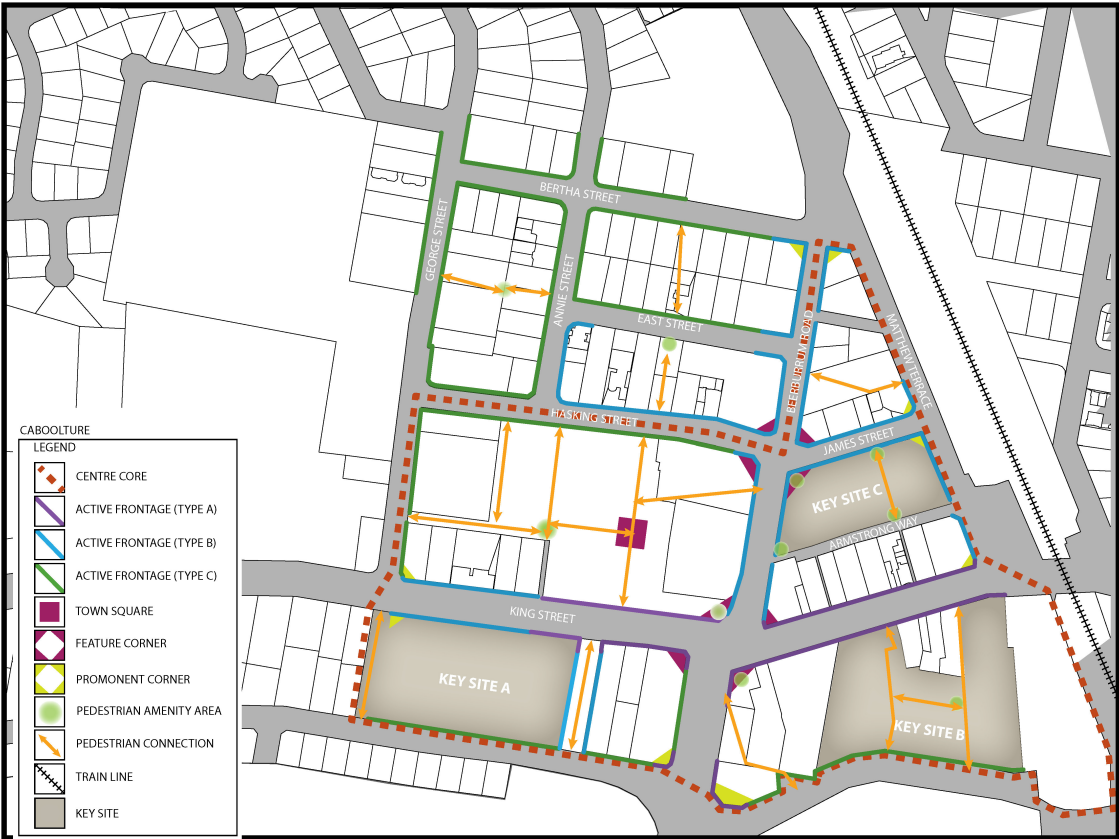 BERTHA STREET
GEORGE STREET
ANNIE STREET
EAST STREET
BEERBURRUM ROAD
MATTHEW TERRACE
HASKING STREET
JAMES STREET
KEY SITE C
ARMSTRONG WAY
KING STREET
KEY SITE A
KEY SITE B
CABOOLTURE
LEGEND
CENTRE CORE
ACTIVE FRONTAGE (TYPE A)
ACTIVE FRONTAGE (TYPE B)
ACTIVE FRONTAGE (TYPE C)
TOWN SQUARE
FEATURE CORNER
PROMONENT CORNER
PEDESTRIAN AMENITY AREA
PEDESTRIAN CONNECTION
TRAIN LINE
KEY SITE